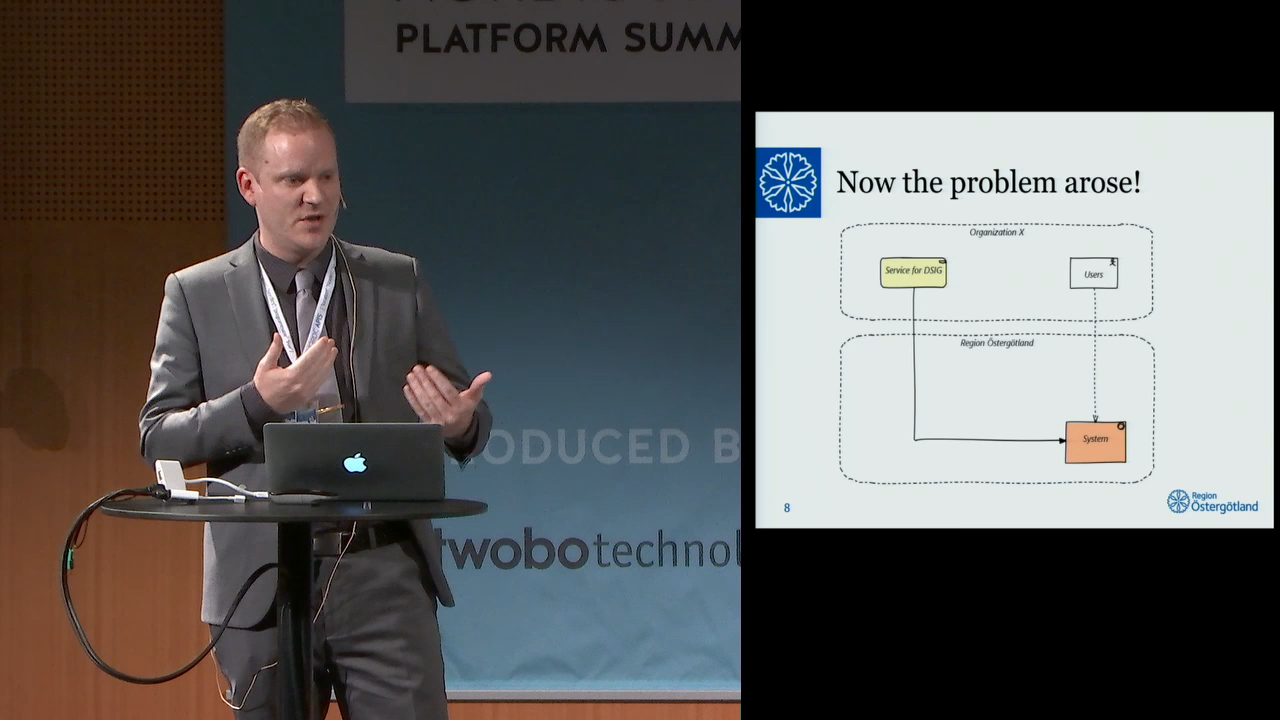 PLATFORM SUMM
ODUCED B
twobotechnol
Now the problem arose!
Organization X
Service for DSIG
Users
Region Östergötland
System
8
Region
Östergötland